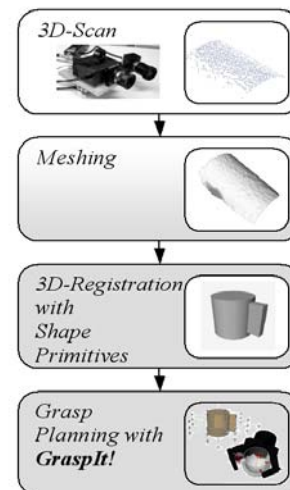 3D-Scan
Meshing
3D-Registration
with
Shape
Primitives
Grasp
Planning with
GraspIt!